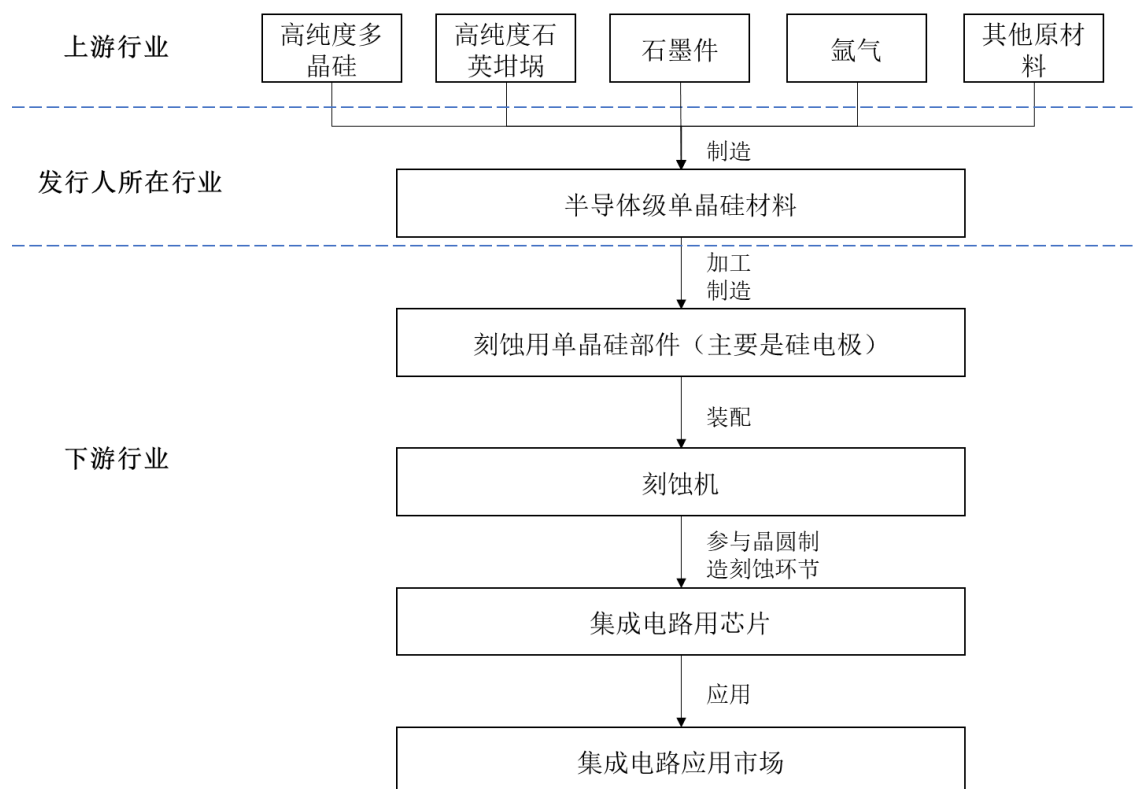 上游行业
高纯度多
晶硅
高纯度石
英坩埚
石墨件
氩气
其他原材
料
制造
发行人所在行业
半导体级单晶硅材料
加工
制造
刻蚀用单晶硅部件（主要是硅电极）
装配
下游行业
刻蚀机
参与晶圆制
造刻蚀环节
集成电路用芯片
应用
集成电路应用市场